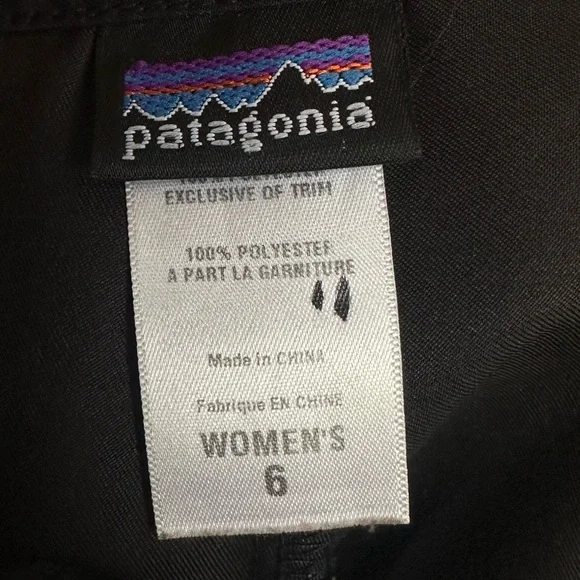 patagonia
EXCLUSIVE OF TRIM
100% POLYESTER
A PART LA GARNITURE
Made in CHINA
Fabrique EN CHINE
WOMEN'S
6